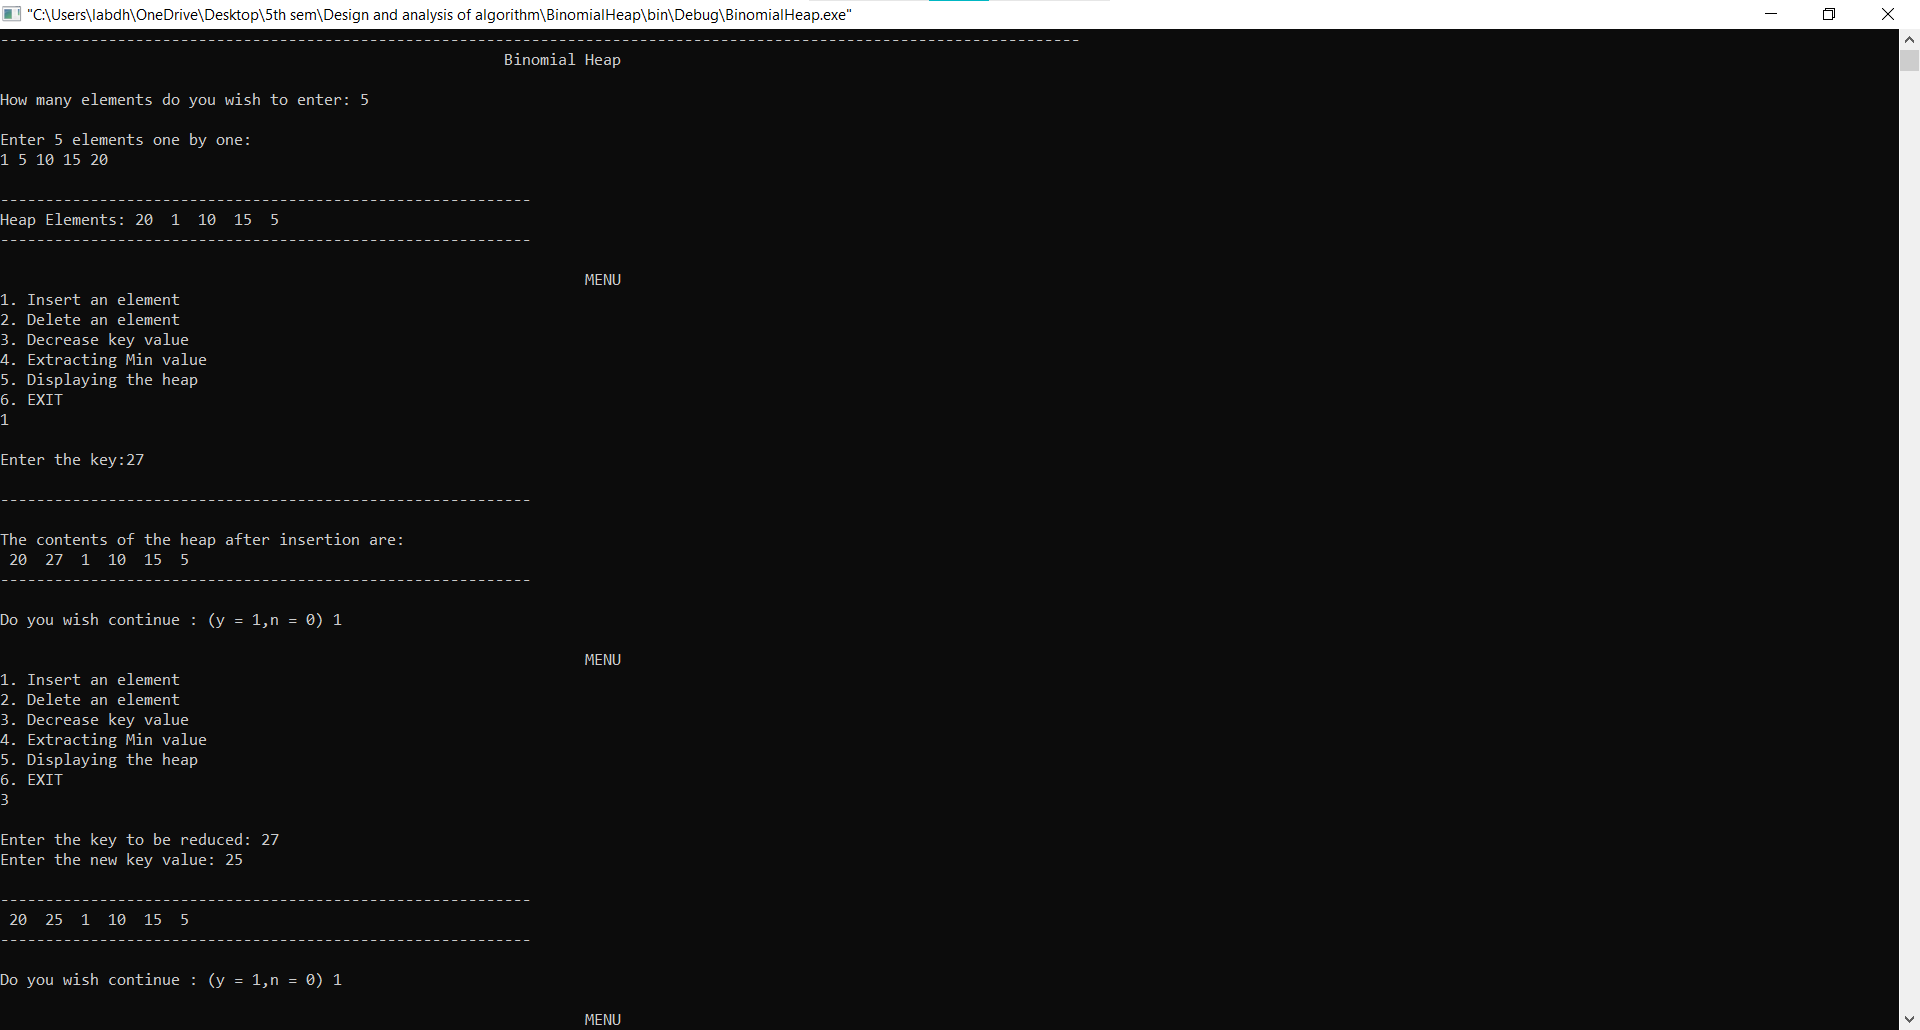 "C:\Users\labdh\OneDrive\Desktop\5th sem\Design and analysis of algorithm\BinomialHeap\bin\Debug\BinomialHeap.exe"
------------------------------------------------------------------------------------------------------------------------
Binomial Heap
How many elements do you wish to enter: 5
Enter 5 elements one by one:
1 5 10 15 20
-----------------------------------------------------------
Heap Elements: 20  1  10  15  5
-----------------------------------------------------------
MENU
1. Insert an element
2. Delete an element
3. Decrease key value
4. Extracting Min value
5. Displaying the heap
6. EXIT
1
Enter the key:27
-----------------------------------------------------------
The contents of the heap after insertion are:
20  27  1  10  15  5
-----------------------------------------------------------
Do you wish continue : (y = 1,n = 0) 1
MENU
1. Insert an element
2. Delete an element
3. Decrease key value
4. Extracting Min value
5. Displaying the heap
6. EXIT
3
Enter the key to be reduced: 27
Enter the new key value: 25
-----------------------------------------------------------
20  25  1  10  15  5
-----------------------------------------------------------
Do you wish continue : (y = 1,n = 0) 1
MENU